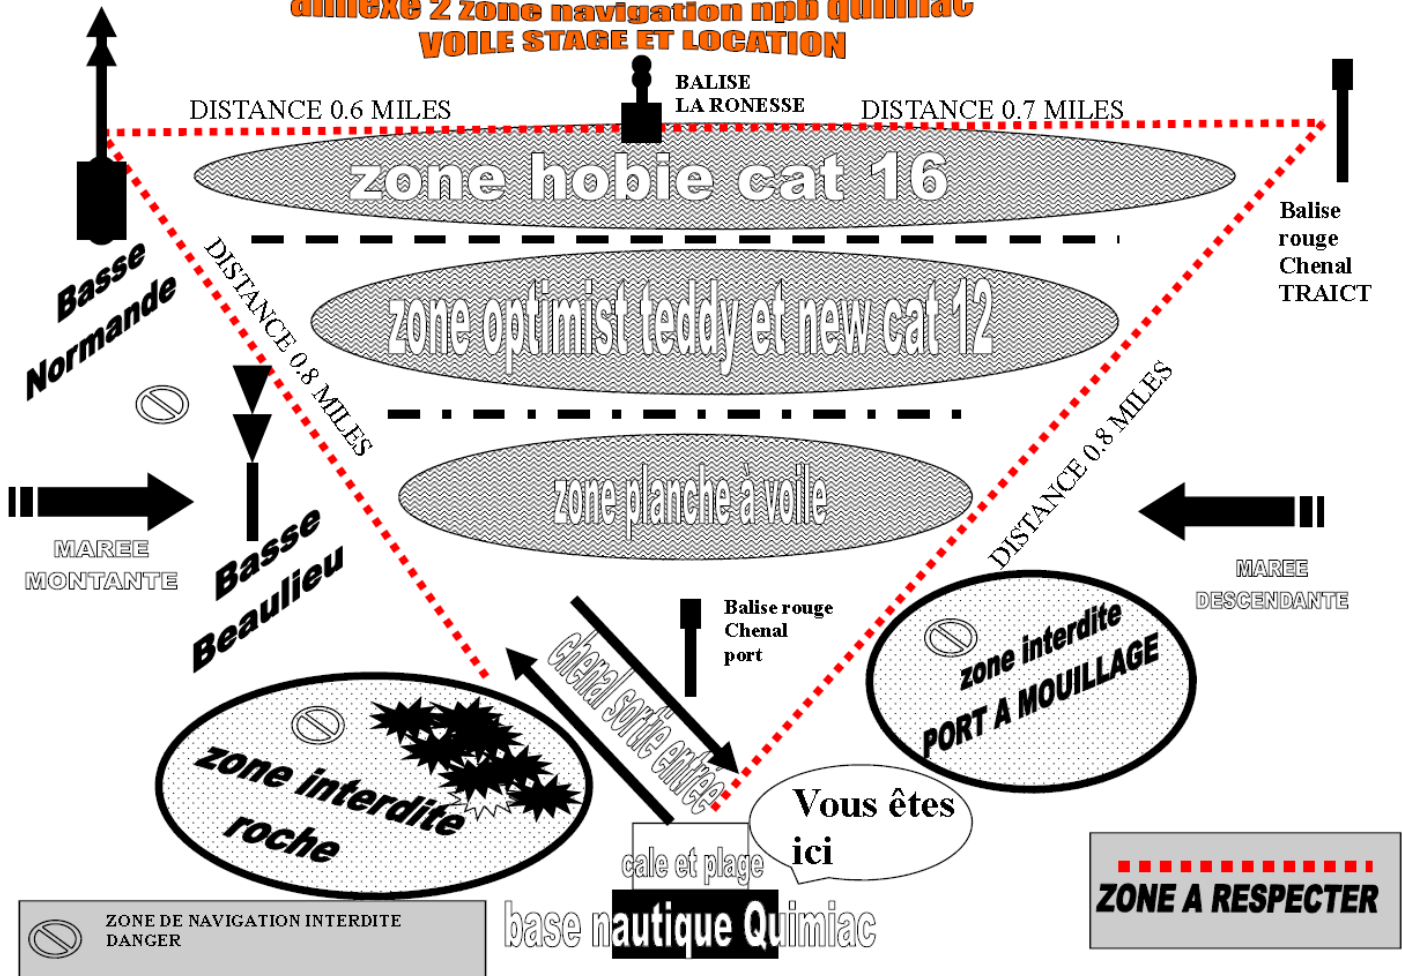 annexe 2 zone navigation npb quimiac
VOILE STAGE ET LOCATION
BALISE
LA RONESSE
DISTANCE 0.6 MILES
DISTANCE 0.7 MILES
zone hobie cat 16
Balise
rouge
Chenal
TRAICT
Basse
Normande
DISTANCE 0.8 MILES
zone optimist teddy et new cat 12
DISTANCE 0.8 MILES
zone planche à voile
MAREE
MONTANTE
Basse
Beaulieu
MAREE
DESCENDANTE
Balise rouge
Chenal
port
chenal sortie entrée
zone interdite
PORT A MOUILLAGE
zone interdite
roche
Vous êtes
ici
cale et plage
base nautique Quimiac
ZONE A RESPECTER
ZONE DE NAVIGATION INTERDITE
DANGER